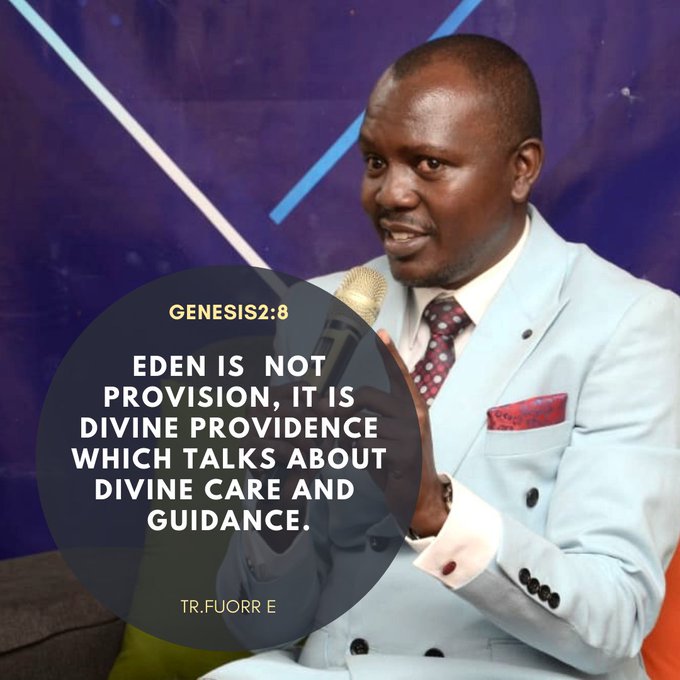 GENESIS2:8
EDEN IS  NOT
PROVISION, IT IS
DIVINE PROVIDENCE
WHICH TALKS ABOUT
DIVINE CARE AND
GUIDANCE.
TR.FUORR E